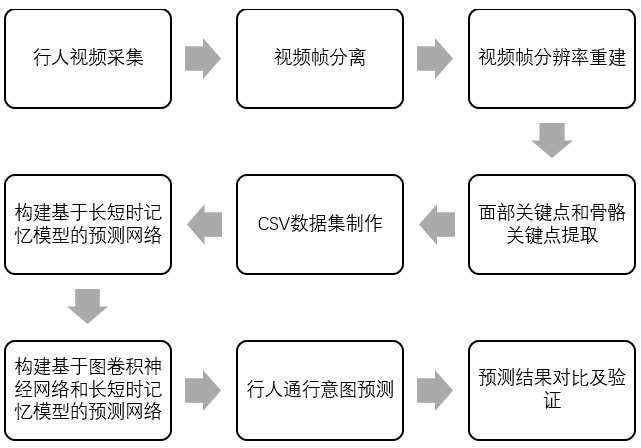 行人视频采集
视频帧分离
视频帧分辨率重建
面部关键点和骨骼
关键点提取
CSV数据集制作
构建基于长短时记
忆模型的预测网络
构建基于图卷积神
经网络和长短时记
忆模型的预测网络
行人通行意图预测
预测结果对比及验
证